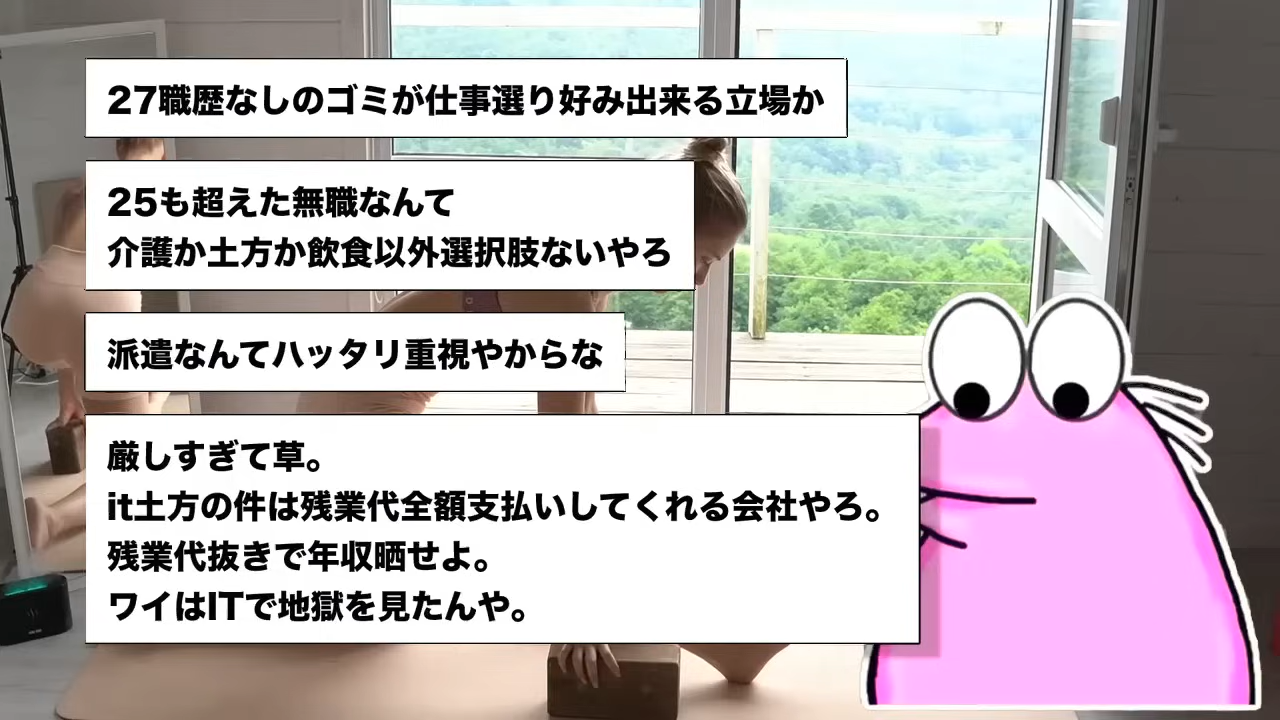 27職歴なしのゴミが仕事選り好み出来る立場か
25も超えた無職なんて
介護か土方か飲食以外選択肢ないやろ
派遣なんてハッタリ重視やからな
厳しすぎて草。
it土方の件は残業代全額支払いしてくれる会社やろ。
残業代抜きで年収晒せよ。
ワイはITで地獄を見たんや。